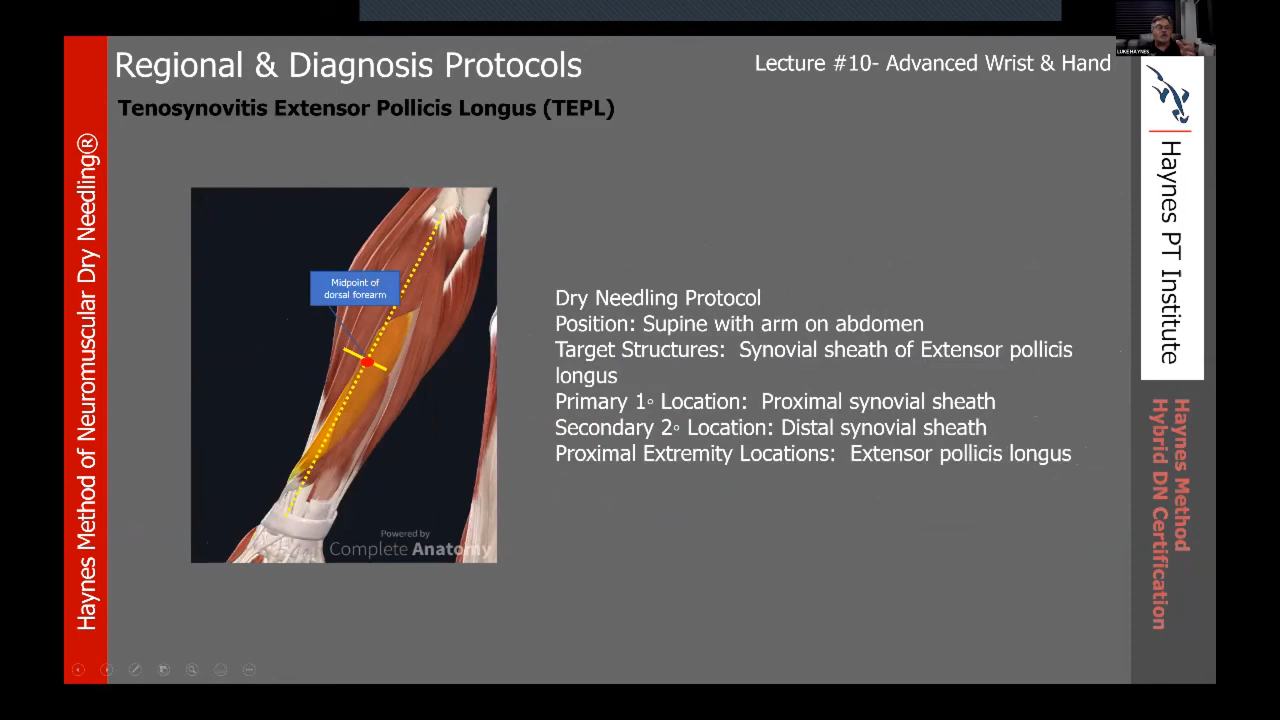 LUKE HAYNES
Regional & Diagnosis Protocols
Lecture #10- Advanced Wrist & Hand
Tenosynovitis Extensor Pollicis Longus (TEPL)
Haynes Method of Neuromuscular Dry Needling®
Midpoint of
dorsal forearm
Powered by
Complete Anatomy
Dry Needling Protocol
Position: Supine with arm on abdomen
Target Structures:  Synovial sheath of Extensor pollicis
longus
Primary 1◦ Location:  Proximal synovial sheath
Secondary 2◦ Location: Distal synovial sheath
Proximal Extremity Locations:  Extensor pollicis longus
Haynes PT Institute
Haynes Method
Hybrid DN Certification